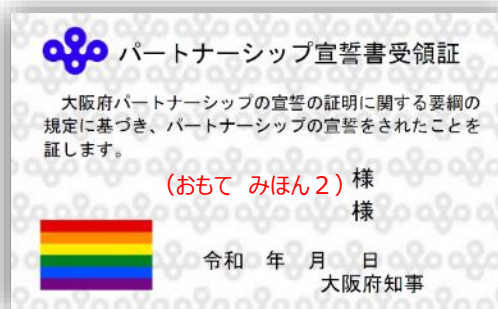 パートナーシップ宣誓書受領証
大阪府パートナーシップの宣誓の証明に関する要綱の
規定に基づき、パートナーシップの宣誓をされたことを
証します。
(おもて みほん2) 様
様
令和 年 月 日
大阪府知事